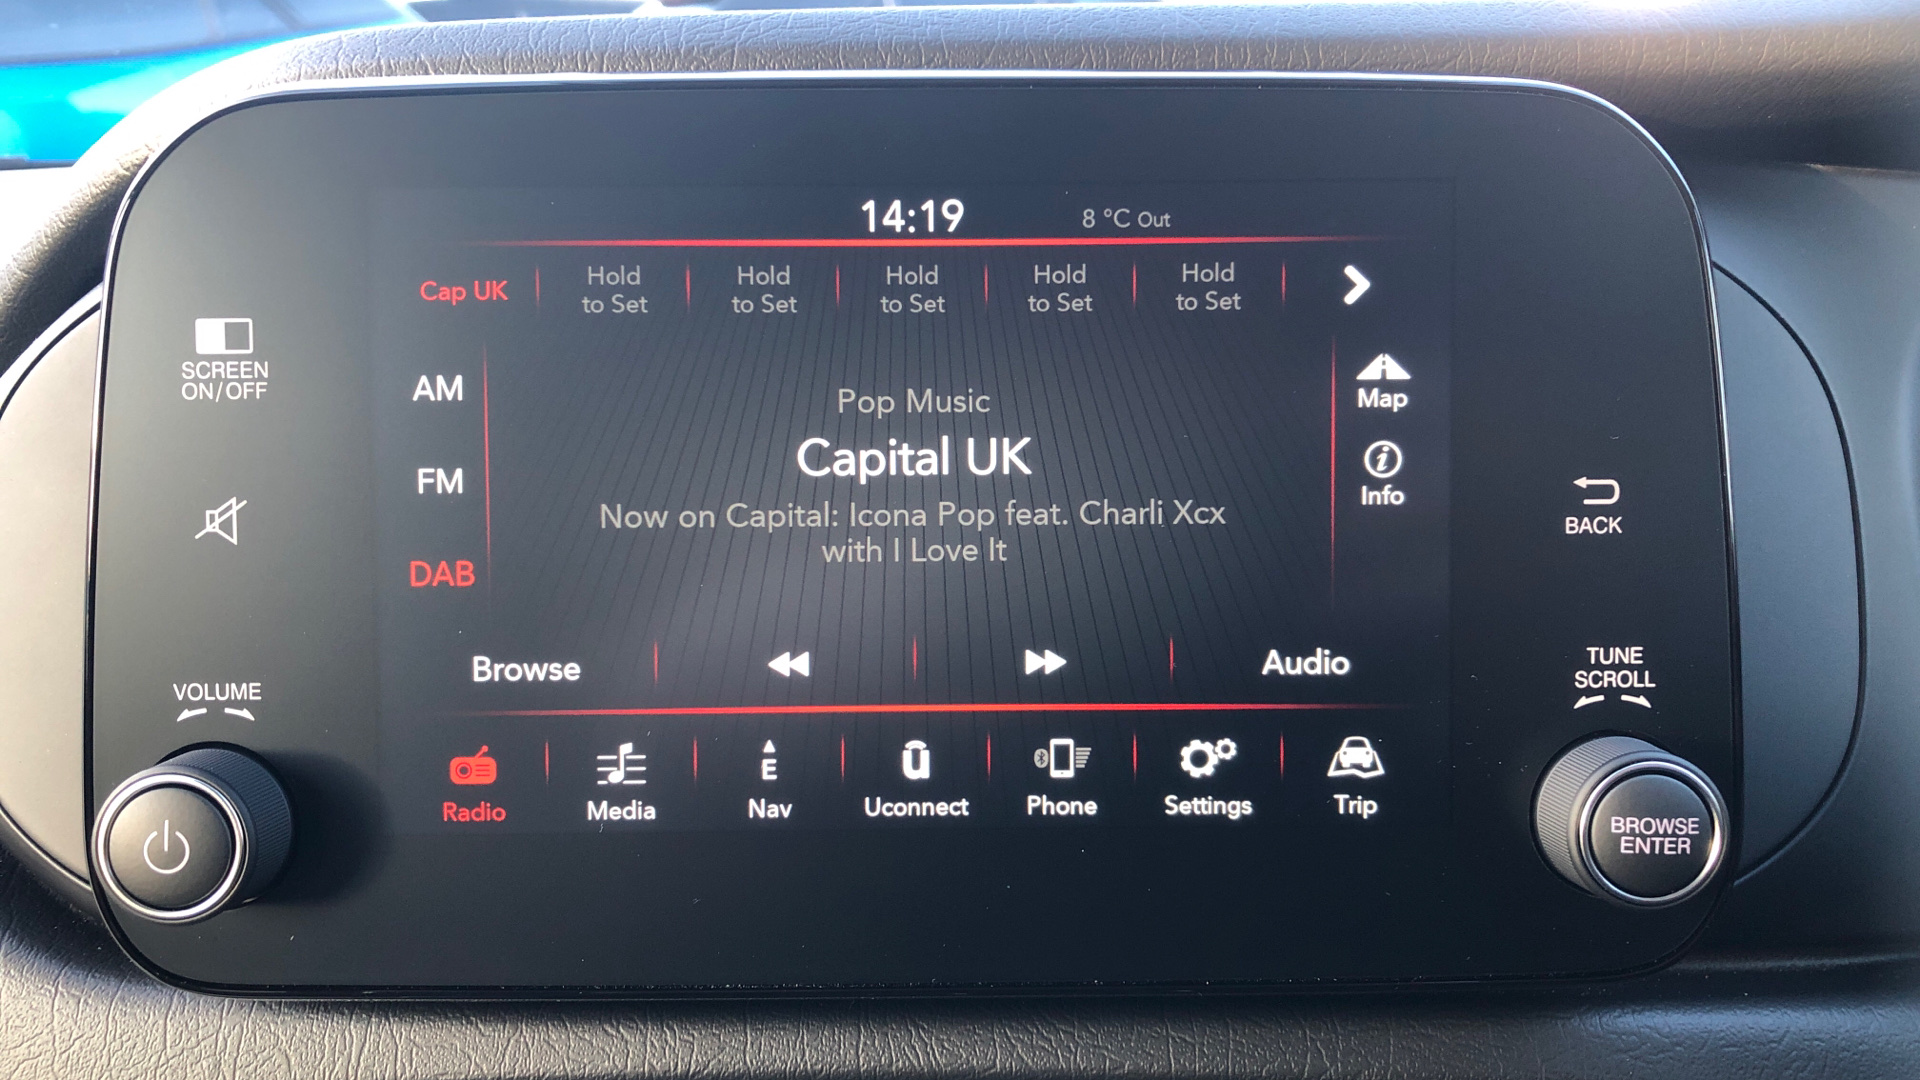 14:19
8 °C Out
Cap UK
Hold
to Set
Hold
to Set
Hold
to Set
Hold
to Set
Hold
to Set
SCREEN
ON/OFF
AM
FM
DAB
Pop Music
Capital UK
Now on Capital: Icona Pop feat. Charli Xcx
with I Love It
Map
Info
BACK
VOLUME
TUNE
SCROLL
Browse
Audio
Radio
Media
E
Nav
u
Uconnect
Phone
Settings
Trip
BROWSE
ENTER